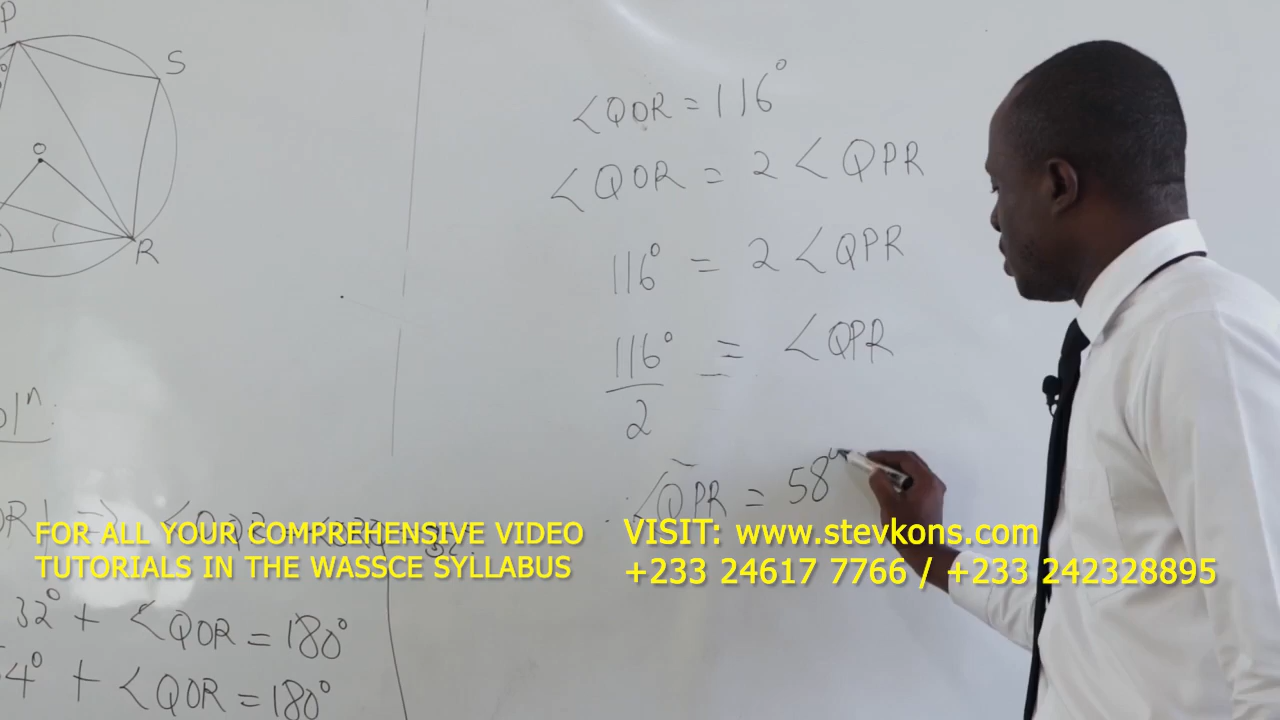 P
S
O
R
∠QOR = 116°
∠QOR = 2 ∠QPR
116° = 2 ∠QPR
116° = ∠QPR
2
∠QPR = 58°
olⁿ:
32° + ∠QOR = 180°
4° + ∠QOR = 180°
FOR ALL YOUR COMPREHENSIVE VIDEO
TUTORIALS IN THE WASSCE SYLLABUS
VISIT: www.stevkons.com
+233 24617 7766 / +233 242328895